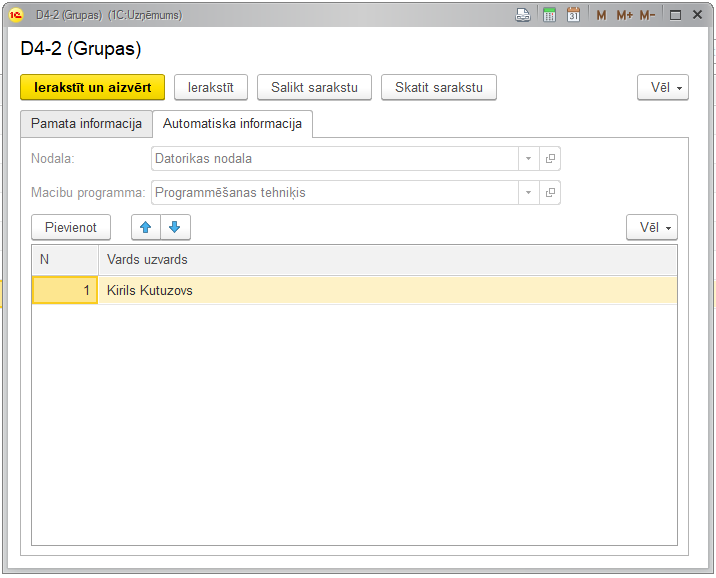 D4-2 (Grupas) (1C:Uzņēmums)
31 M M+ M-
D4-2 (Grupas)
Ierakstīt un aizvērt Ierakstīt Salikt sarakstu Skatit sarakstu Vēl
Pamata informacija Automatiska informacija
Nodala: Datorikas nodala
Macibu programma: Programmēšanas tehniķis
Pievienot Vēl
N Vards uzvards
1 Kirils Kutuzovs